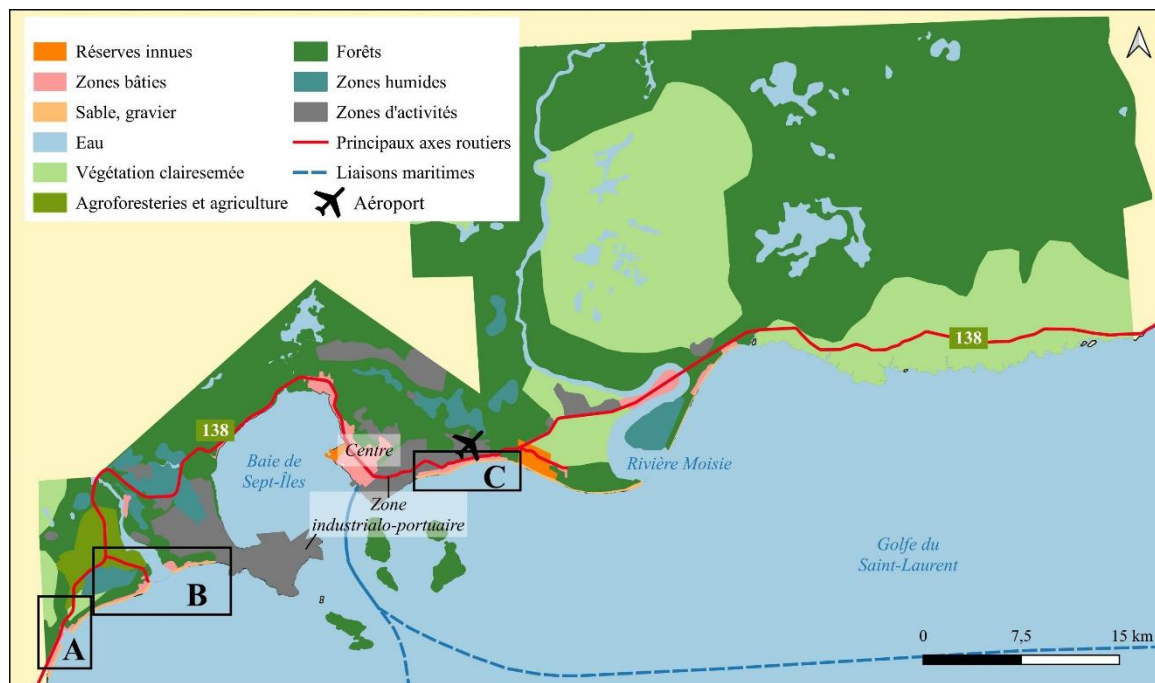 Réserves innues
Zones bâties
Sable, gravier
Eau
Végétation clairesemée
Agroforesteries et agriculture
Forêts
Zones humides
Zones d'activités
Principaux axes routiers
Liaisons maritimes
Aéroport
138
138
Centre
Baie de
Sept-Îles
C
Rivière Moisie
Zone
industrialo-portuaire
Golfe du
Saint-Laurent
B
A
0 7,5 15 km